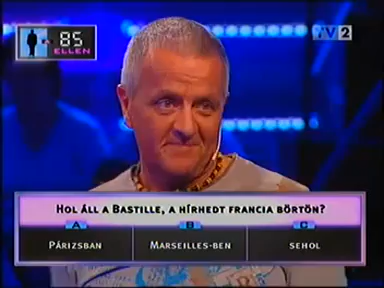 85
ELLEN
TV2
HOL ÁLL A BASTILLE, A HÍRHEDT FRANCIA BÖRTÖN?
A
B
C
PÁRIZSBAN
MARSEILLES-BEN
SEHOL